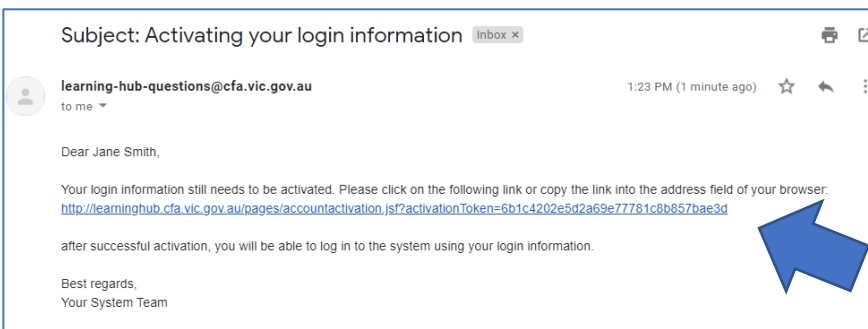 Subject: Activating your login information Inbox ×
learning-hub-questions@cfa.vic.gov.au 1:23 PM (1 minute ago)
to me
Dear Jane Smith,
Your login information still needs to be activated. Please click on the following link or copy the link into the address field of your browser:
http://learninghub.cfa.vic.gov.au/pages/accountactivation.jsf?activationToken=6b1c4202e5d2a69e77781c8b857bae3d
after successful activation, you will be able to log in to the system using your login information.
Best regards,
Your System Team